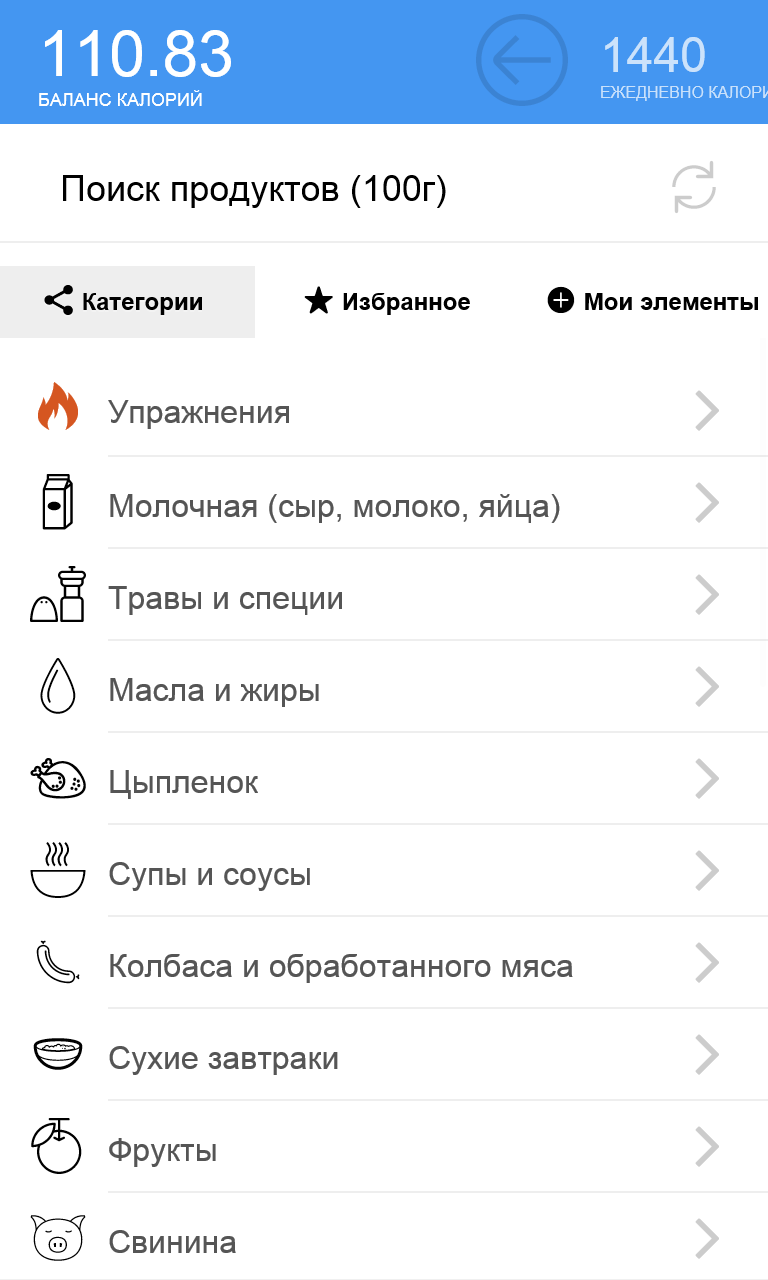 110.83
1440
БАЛАНС КАЛОРИЙ
ЕЖЕДНЕВНО КАЛОРИ
Поиск продуктов (100г)
Категории
Избранное
Мои элементы
Упражнения
Молочная (сыр, молоко, яйца)
Травы и специи
Масла и жиры
Цыпленок
Супы и соусы
Колбаса и обработанного мяса
Сухие завтраки
Фрукты
Свинина